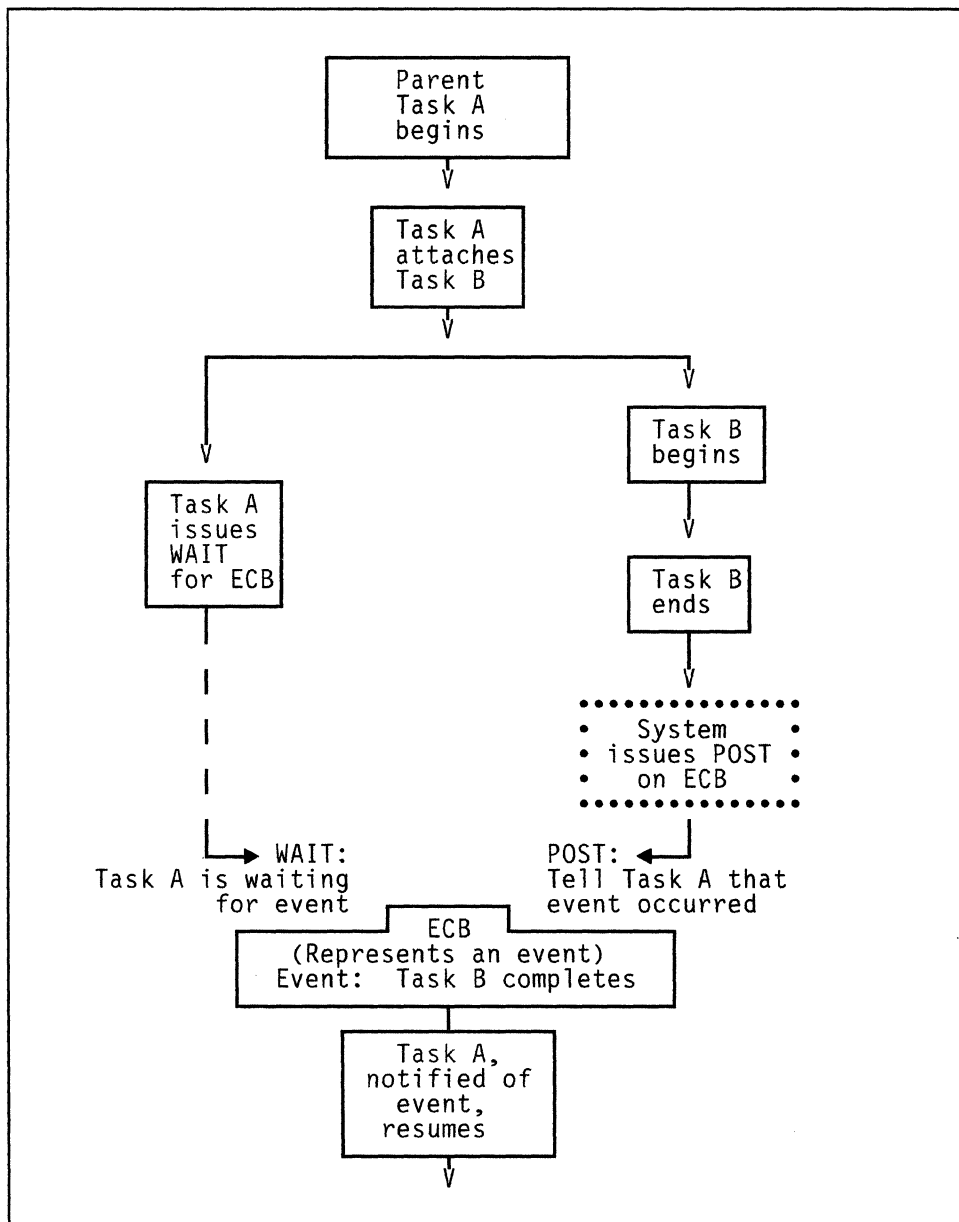 Parent
Task A
begins
Task A
attaches
Task B
Task B
begins
Task A
issues
WAIT
for ECB
Task B
ends
System
issues POST
on ECB
WAIT:
Task A is waiting
for event
POST:
Tell Task A that
event occurred
ECB
(Represents an event)
Event: Task B completes
Task A,
notified of
event,
resumes